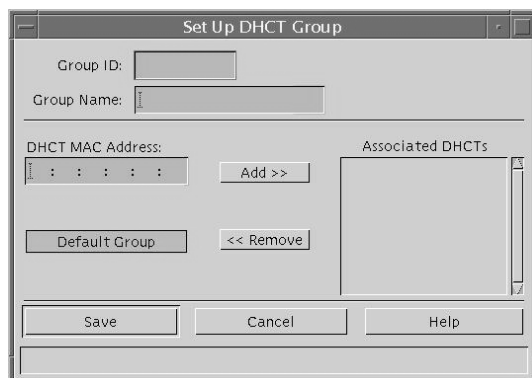 Set Up DHCT Group
Group ID:
Group Name:
DHCT MAC Address:
Associated DHCTs
: : : : :
Add >>
Default Group
<< Remove
Save
Cancel
Help